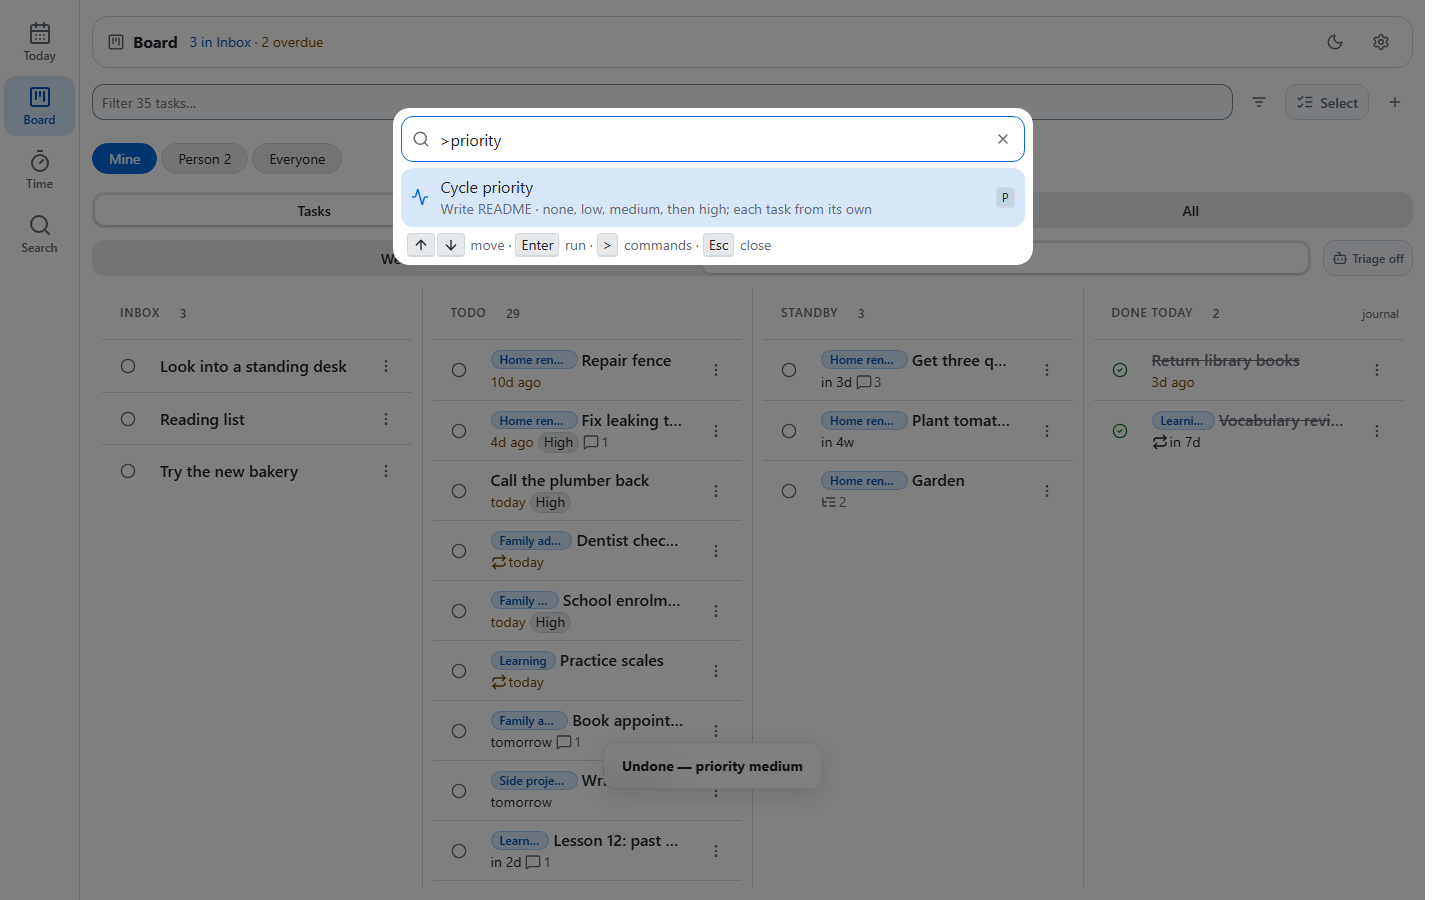 Today
Board
Time
Search
Board 3 in Inbox · 2 overdue
Filter 35 tasks...
Select
Mine
Person 2
Everyone
Tasks
All
We
Triage off
>priority
Cycle priority
Write README · none, low, medium, then high; each task from its own
P
move · Enter run · > commands · Esc close
INBOX 3
Look into a standing desk
Reading list
Try the new bakery
TODO 29
Home ren... Repair fence
10d ago
Home ren... Fix leaking t...
4d ago High 1
Call the plumber back
today High
Family ad... Dentist chec...
today
Family ... School enrolm...
today High
Learning Practice scales
today
Family a... Book appoint...
tomorrow 1
Side proje... Wr
tomorrow
Learn... Lesson 12: past ...
in 2d 1
STANDBY 3
Home ren... Get three q...
in 3d 3
Home ren... Plant tomat...
in 4w
Home ren... Garden
2
DONE TODAY 2 journal
Return library books
3d ago
Learni... Vocabulary revi...
in 7d
Undone — priority medium